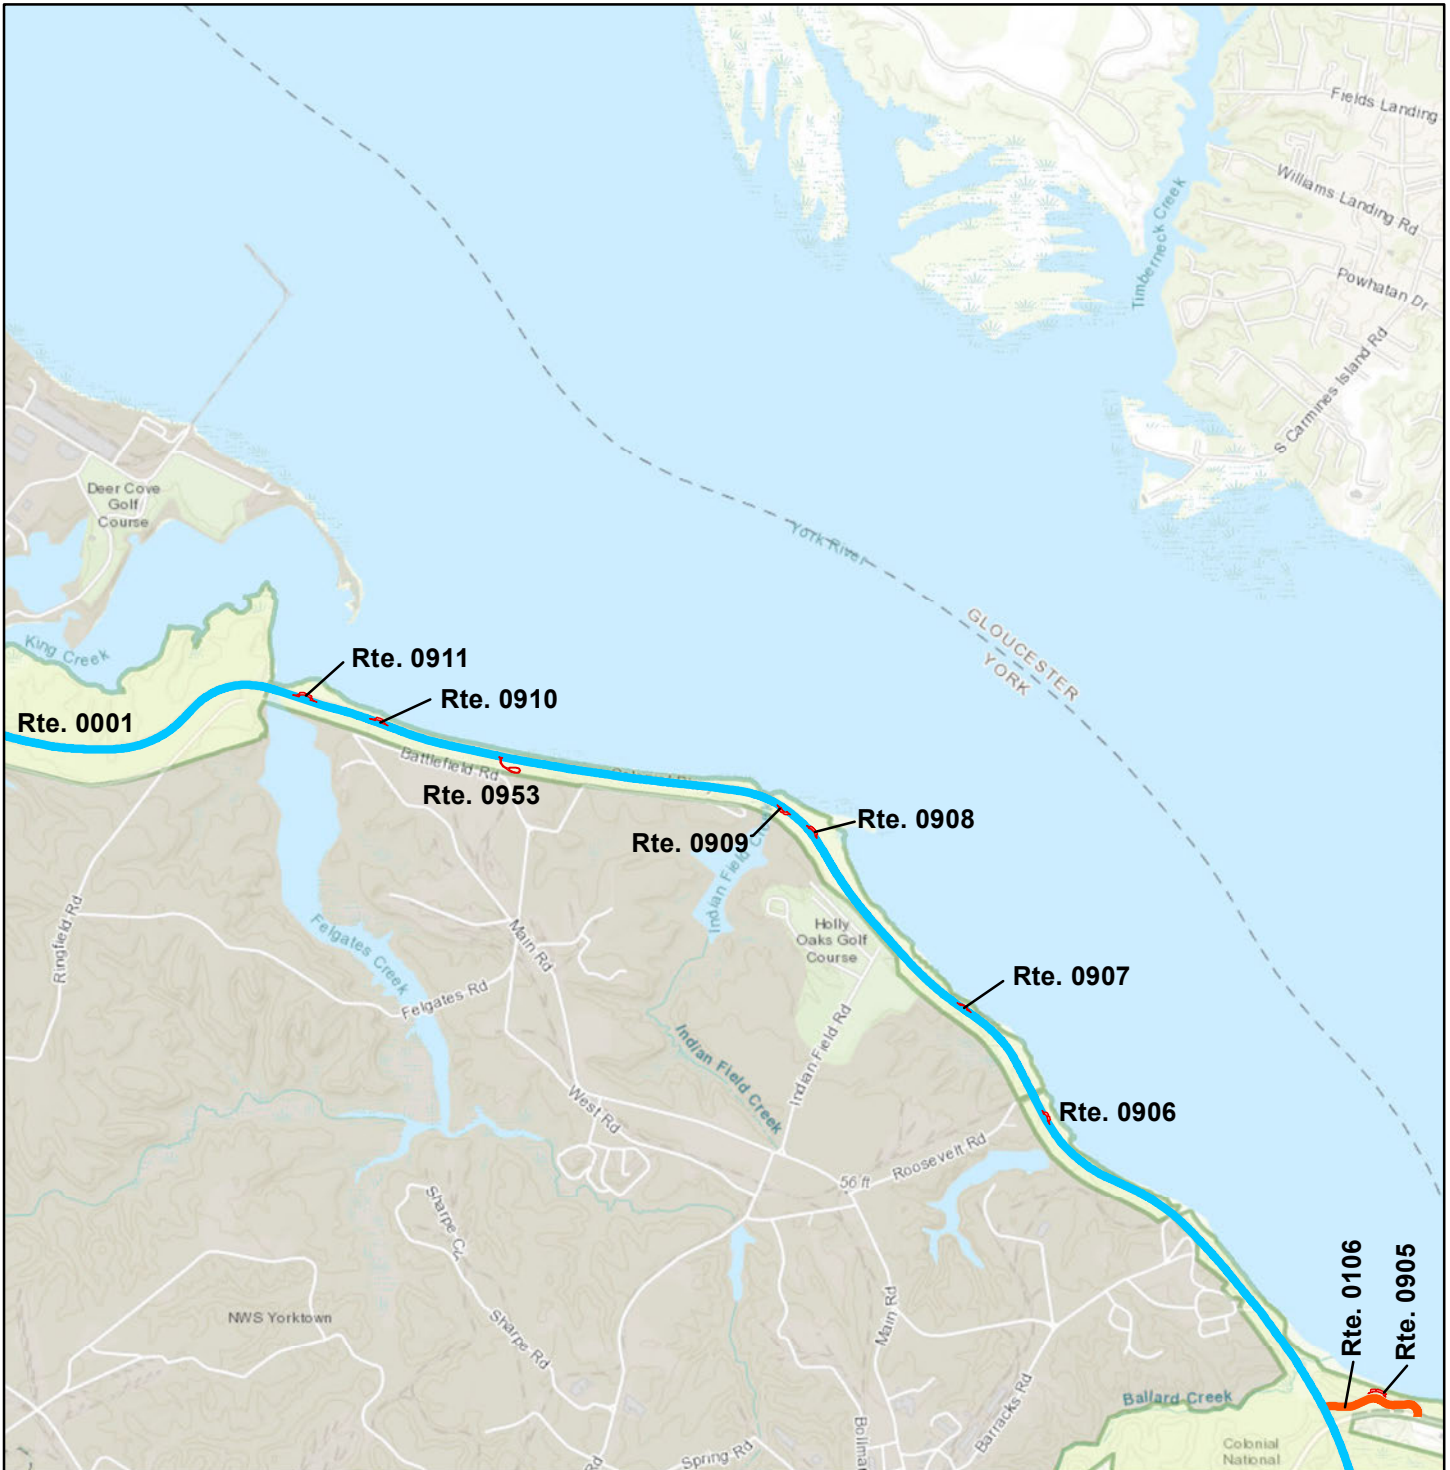 Fields Landing
Williams Landing Rd
Timberneck Creek
Powhatan Dr
S Carmines Island Rd
Deer Cove
Golf
Course
York River
GLOUCESTER
YORK
King Creek
Rte. 0911
Rte. 0910
Rte. 0001
Battlefield Rd
Rte. 0953
Rte. 0908
Rte. 0909
Indian Field
Ringfield Rd
Felgates Creek
Main Rd
Holly
Oaks Golf
Course
Rte. 0907
Felgates Rd
Indian Field Creek
Indian Field Rd
West Rd
Rte. 0906
Roosevelt Rd
56 ft
Sharpe
Rte. 0106
Rte. 0905
NWS Yorktown
Sharpe Rd
Main Rd
Barracks Rd
Ballard Creek
Spring Rd
Rd
Colonial
National